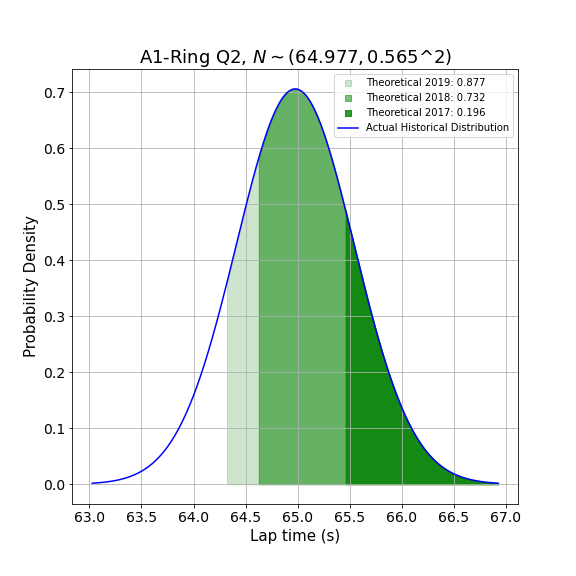 A1-Ring Q2, N ∼ (64.977, 0.565^2)
Theoretical 2019: 0.877
Theoretical 2018: 0.732
Theoretical 2017: 0.196
Actual Historical Distribution
Probability Density
0.7
0.6
0.5
0.4
0.3
0.2
0.1
0.0
63.0 63.5 64.0 64.5 65.0 65.5 66.0 66.5 67.0
Lap time (s)